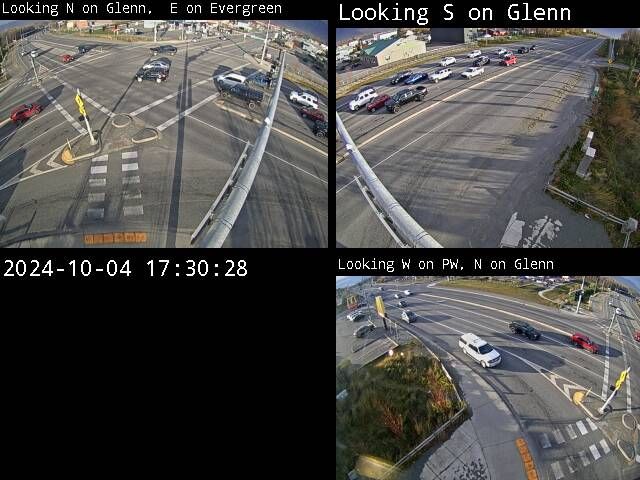 Looking N on Glenn,  E on Evergreen
Looking S on Glenn
2024-10-04 17:30:28
Looking W on PW, N on Glenn